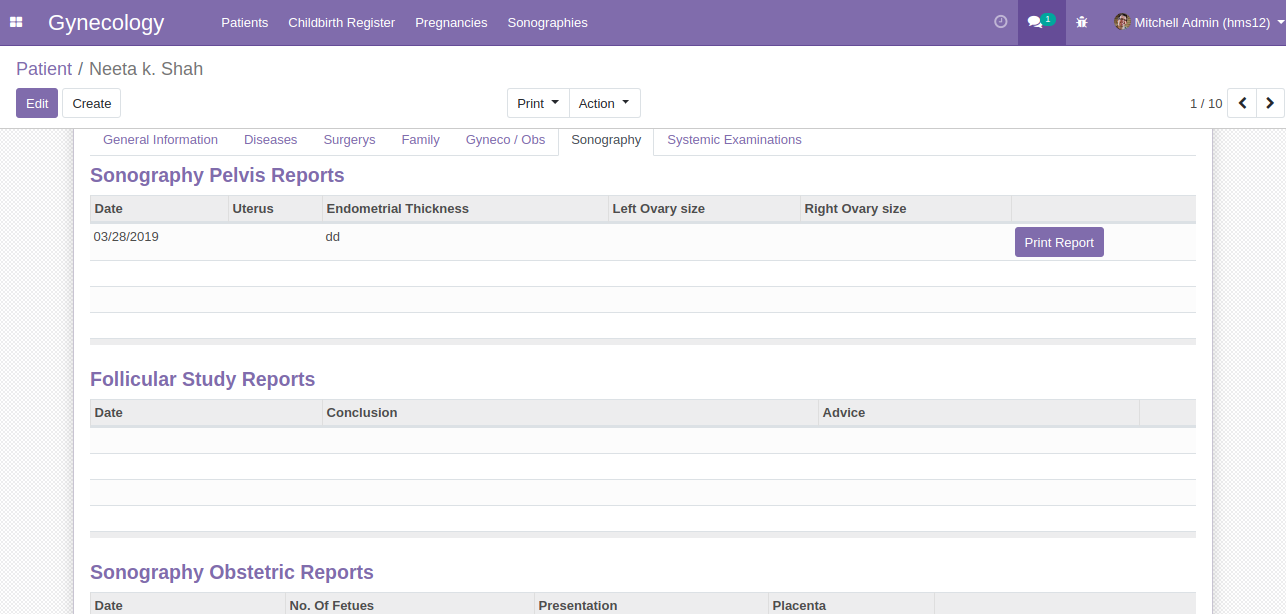 Gynecology Patients Childbirth Register Pregnancies Sonographies 1 Mitchell Admin (hms12)
Patient / Neeta k. Shah
Edit Create Print Action 1 / 10
General Information Diseases Surgerys Family Gyneco / Obs Sonography Systemic Examinations
Sonography Pelvis Reports
Date Uterus Endometrial Thickness Left Ovary size Right Ovary size
03/28/2019 dd Print Report
Follicular Study Reports
Date Conclusion Advice
Sonography Obstetric Reports
Date No. Of Fetues Presentation Placenta